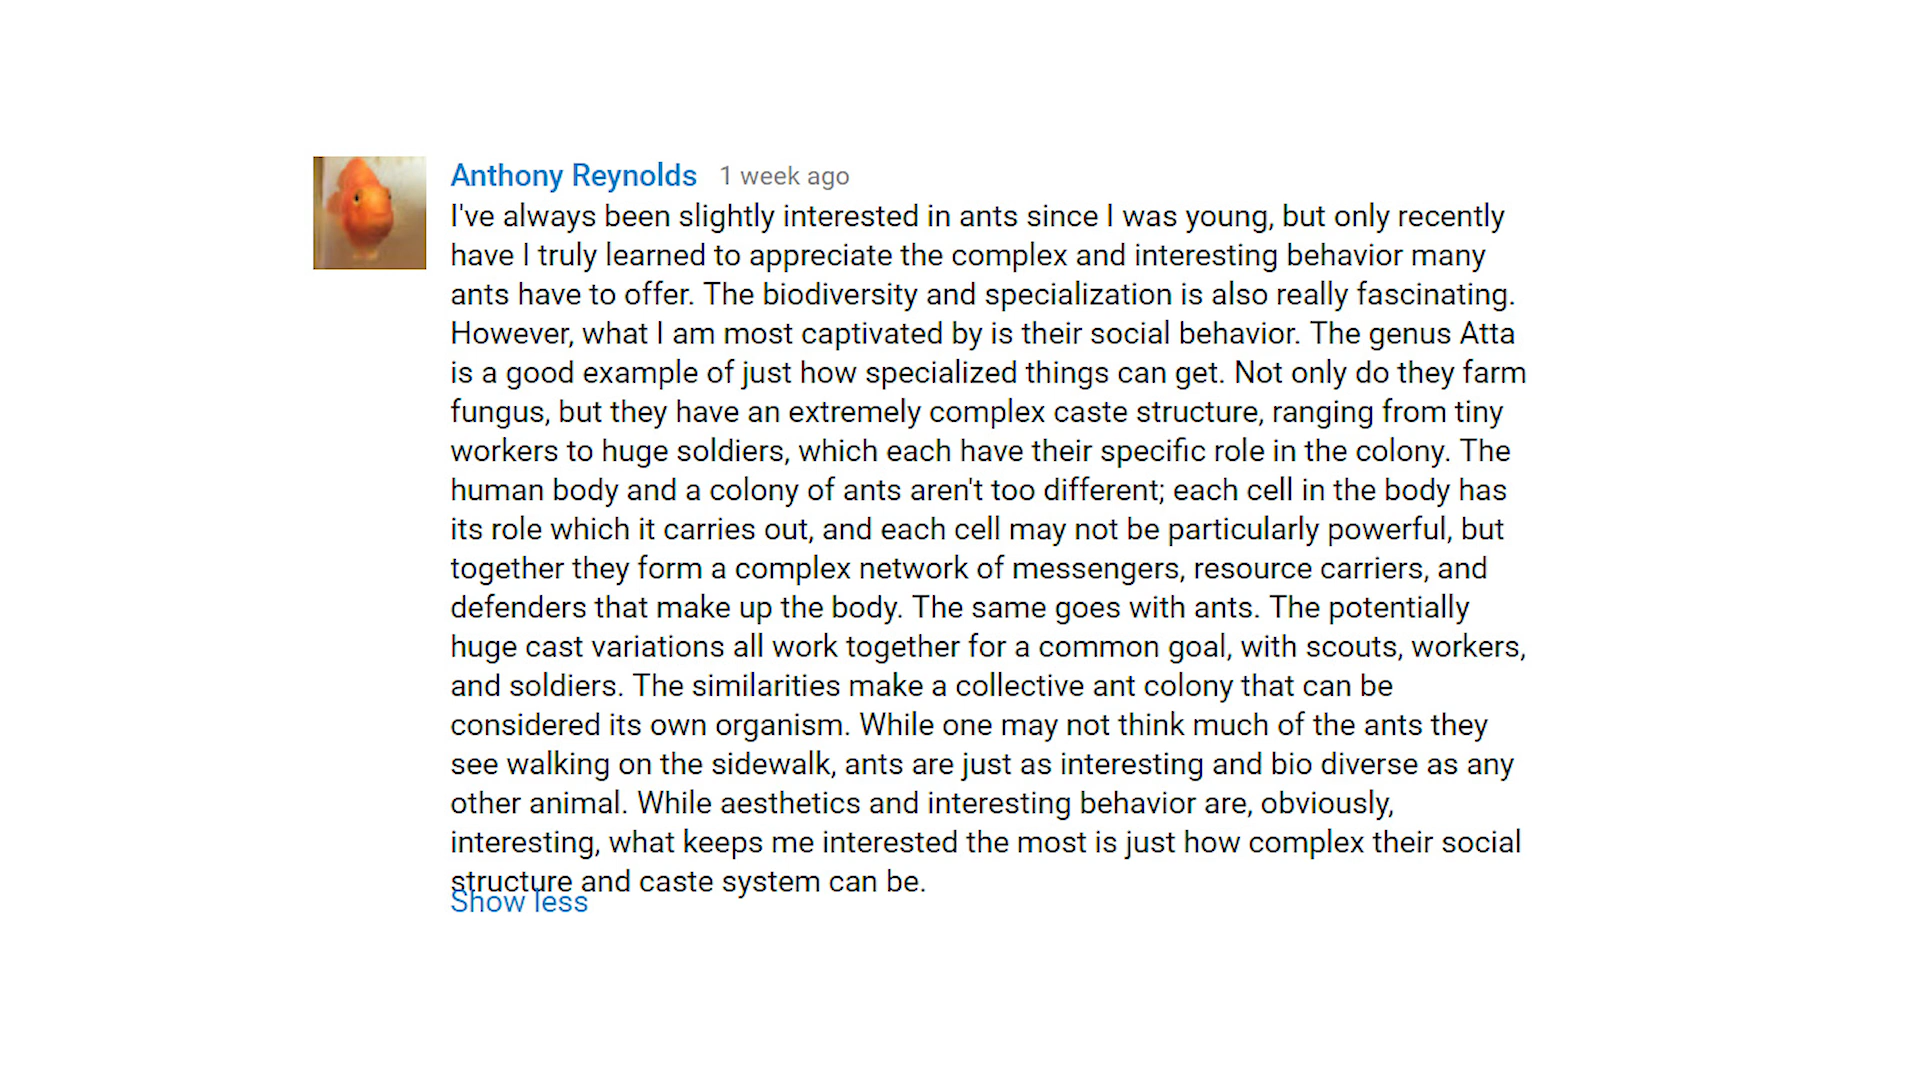 Anthony Reynolds 1 week ago
I've always been slightly interested in ants since I was young, but only recently
have I truly learned to appreciate the complex and interesting behavior many
ants have to offer. The biodiversity and specialization is also really fascinating.
However, what I am most captivated by is their social behavior. The genus Atta
is a good example of just how specialized things can get. Not only do they farm
fungus, but they have an extremely complex caste structure, ranging from tiny
workers to huge soldiers, which each have their specific role in the colony. The
human body and a colony of ants aren't too different; each cell in the body has
its role which it carries out, and each cell may not be particularly powerful, but
together they form a complex network of messengers, resource carriers, and
defenders that make up the body. The same goes with ants. The potentially
huge cast variations all work together for a common goal, with scouts, workers,
and soldiers. The similarities make a collective ant colony that can be
considered its own organism. While one may not think much of the ants they
see walking on the sidewalk, ants are just as interesting and bio diverse as any
other animal. While aesthetics and interesting behavior are, obviously,
interesting, what keeps me interested the most is just how complex their social
structure and caste system can be.
Show less